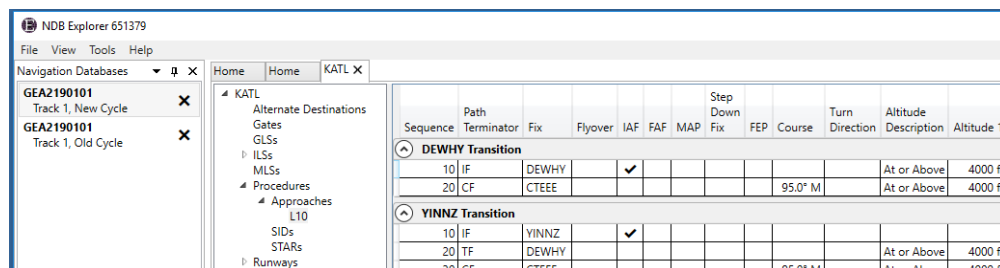 NDB Explorer 651379
File View Tools Help
Navigation Databases
GEA2190101
Track 1, New Cycle
GEA2190101
Track 1, Old Cycle
Home Home KATL
KATL
Alternate Destinations
Gates
GLSs
ILSs
MLSs
Procedures
Approaches
L10
SIDs
STARs
Runways
Sequence Path Terminator Fix Flyover IAF FAF MAP Step Down Fix FEP Course Turn Direction Altitude Description Altitude
DEWHY Transition
10 IF DEWHY At or Above 4000 f
20 CF CTEEE 95.0° M At or Above 4000 f
YINNZ Transition
10 IF YINNZ
20 TF DEWHY At or Above 4000 f